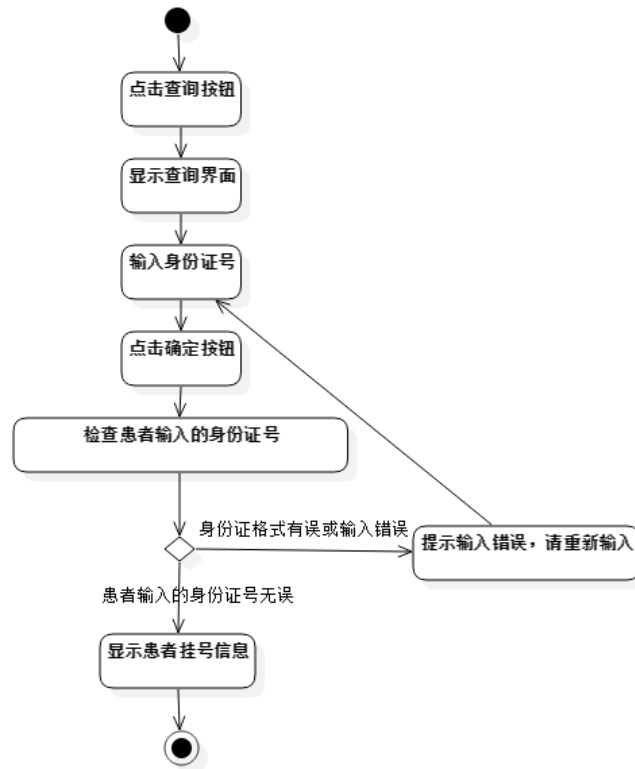 点击查询按钮
显示查询界面
输入身份证号
点击确定按钮
检查患者输入的身份证号
身份证格式有误或输入错误
提示输入错误，请重新输入
患者输入的身份证号无误
显示患者挂号信息